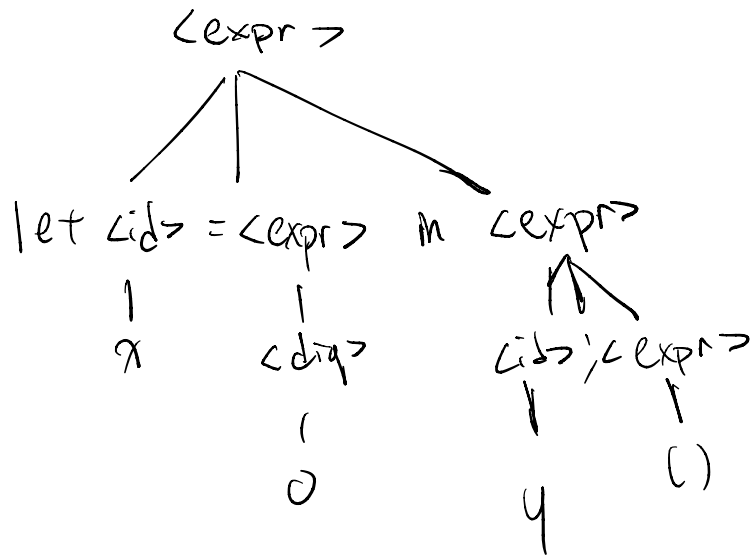 <expr>
let <id> = <expr> in <expr>
x <dig> <id>;<expr>
0 y ()